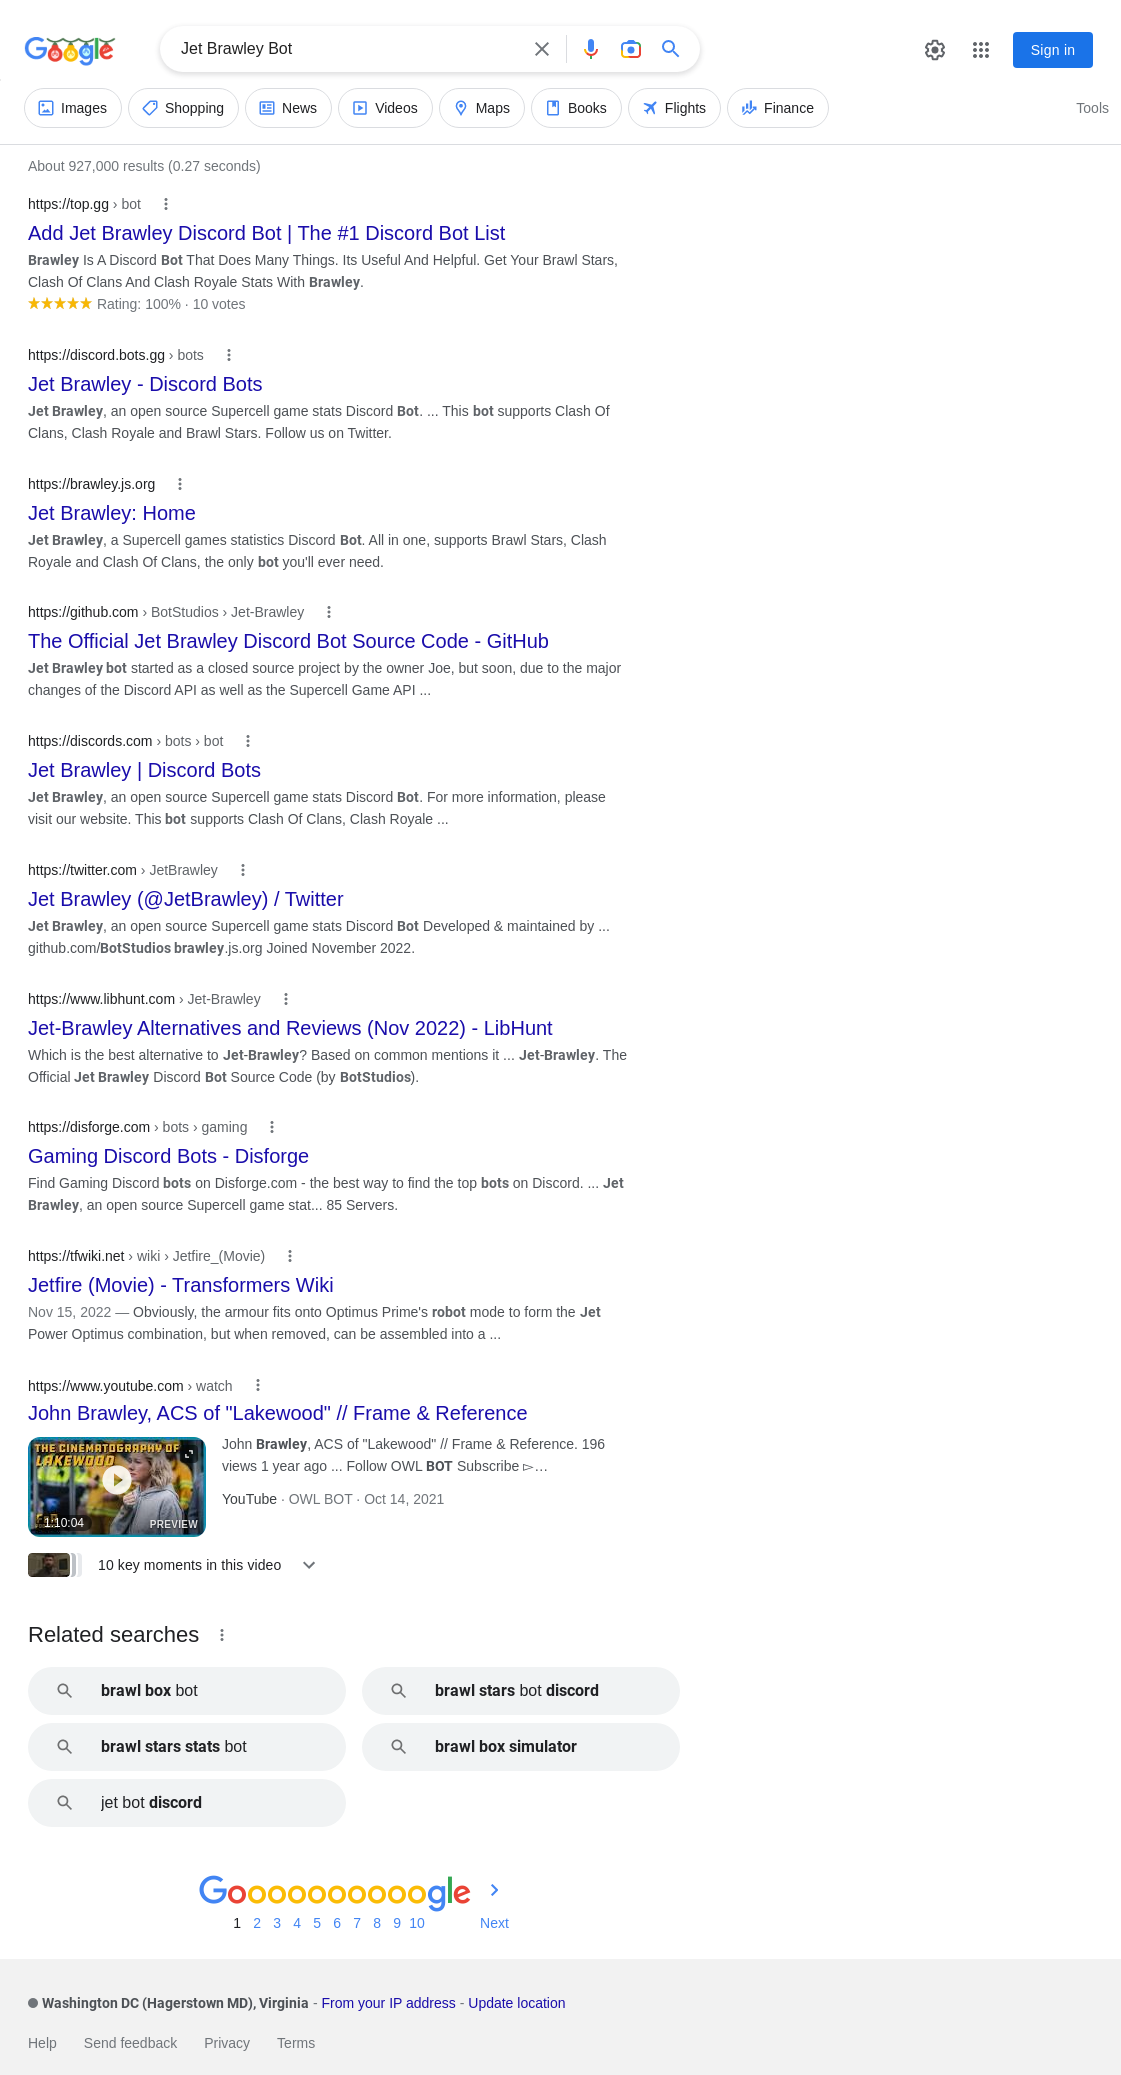 Google
Jet Brawley Bot
Sign in
Images
Shopping
News
Videos
Maps
Books
Flights
Finance
Tools
About 927,000 results (0.27 seconds)
https://top.gg › bot
Add Jet Brawley Discord Bot | The #1 Discord Bot List
Brawley Is A Discord Bot That Does Many Things. Its Useful And Helpful. Get Your Brawl Stars,
Clash Of Clans And Clash Royale Stats With Brawley.
Rating: 100% · 10 votes
https://discord.bots.gg › bots
Jet Brawley - Discord Bots
Jet Brawley, an open source Supercell game stats Discord Bot. ... This bot supports Clash Of
Clans, Clash Royale and Brawl Stars. Follow us on Twitter.
https://brawley.js.org
Jet Brawley: Home
Jet Brawley, a Supercell games statistics Discord Bot. All in one, supports Brawl Stars, Clash
Royale and Clash Of Clans, the only bot you'll ever need.
https://github.com › BotStudios › Jet-Brawley
The Official Jet Brawley Discord Bot Source Code - GitHub
Jet Brawley bot started as a closed source project by the owner Joe, but soon, due to the major
changes of the Discord API as well as the Supercell Game API ...
https://discords.com › bots › bot
Jet Brawley | Discord Bots
Jet Brawley, an open source Supercell game stats Discord Bot. For more information, please
visit our website. This bot supports Clash Of Clans, Clash Royale ...
https://twitter.com › JetBrawley
Jet Brawley (@JetBrawley) / Twitter
Jet Brawley, an open source Supercell game stats Discord Bot Developed & maintained by ...
github.com/BotStudios brawley.js.org Joined November 2022.
https://www.libhunt.com › Jet-Brawley
Jet-Brawley Alternatives and Reviews (Nov 2022) - LibHunt
Which is the best alternative to Jet-Brawley? Based on common mentions it ... Jet-Brawley. The
Official Jet Brawley Discord Bot Source Code (by BotStudios).
https://disforge.com › bots › gaming
Gaming Discord Bots - Disforge
Find Gaming Discord bots on Disforge.com - the best way to find the top bots on Discord. ... Jet
Brawley, an open source Supercell game stat... 85 Servers.
https://tfwiki.net › wiki › Jetfire_(Movie)
Jetfire (Movie) - Transformers Wiki
Nov 15, 2022 — Obviously, the armour fits onto Optimus Prime's robot mode to form the Jet
Power Optimus combination, but when removed, can be assembled into a ...
https://www.youtube.com › watch
John Brawley, ACS of "Lakewood" // Frame & Reference
THE CINEMATOGRAPHY OF
LAKEWOOD
1:10:04
PREVIEW
John Brawley, ACS of "Lakewood" // Frame & Reference. 196
views 1 year ago ... Follow OWL BOT Subscribe ▻…
YouTube · OWL BOT · Oct 14, 2021
10 key moments in this video
Related searches
brawl box bot
brawl stars bot discord
brawl stars stats bot
brawl box simulator
jet bot discord
Goooooooooogle
1 2 3 4 5 6 7 8 9 10 Next
Washington DC (Hagerstown MD), Virginia - From your IP address - Update location
Help Send feedback Privacy Terms